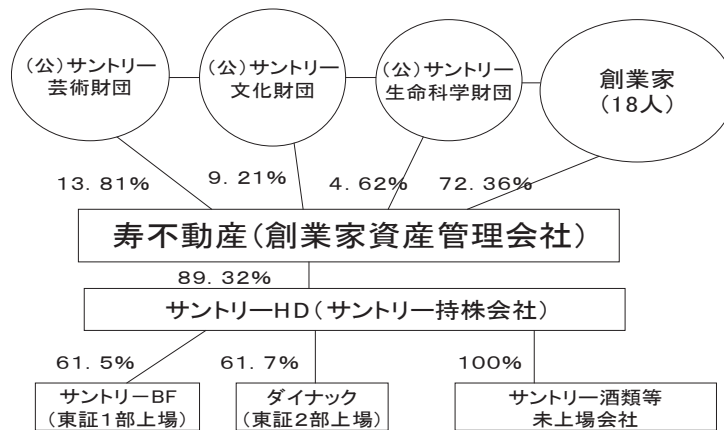 (公)サントリー
芸術財団
(公)サントリー
文化財団
(公)サントリー
生命科学財団
創業家
(18人)
13. 81%
9. 21%
4. 62%
72. 36%
寿不動産(創業家資産管理会社)
89. 32%
サントリーHD(サントリー持株会社)
61. 5%
61. 7%
100%
サントリーBF
(東証1部上場)
ダイナック
(東証2部上場)
サントリー酒類等
未上場会社